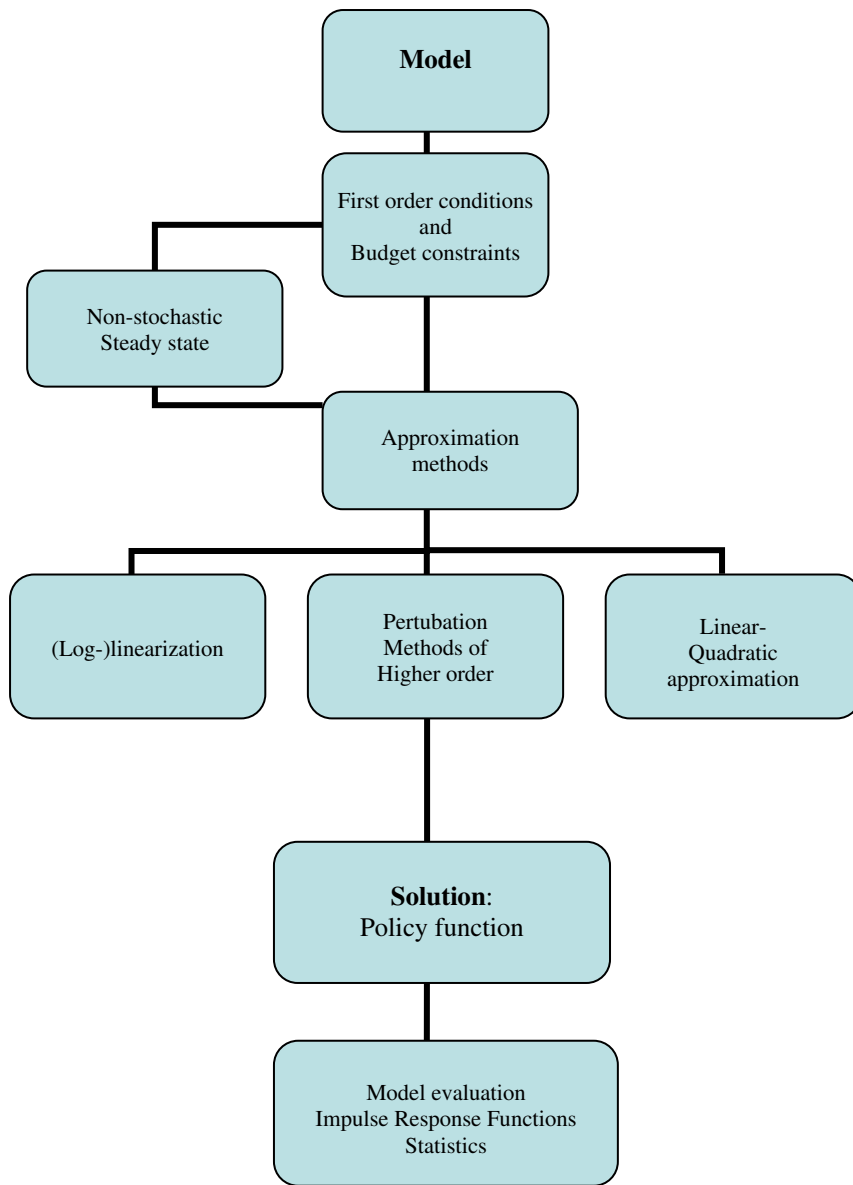 Model
First order conditions
and
Budget constraints
Non-stochastic
Steady state
Approximation
methods
(Log-)linearization
Pertubation
Methods of
Higher order
Linear-
Quadratic
approximation
Solution:
Policy function
Model evaluation
Impulse Response Functions
Statistics